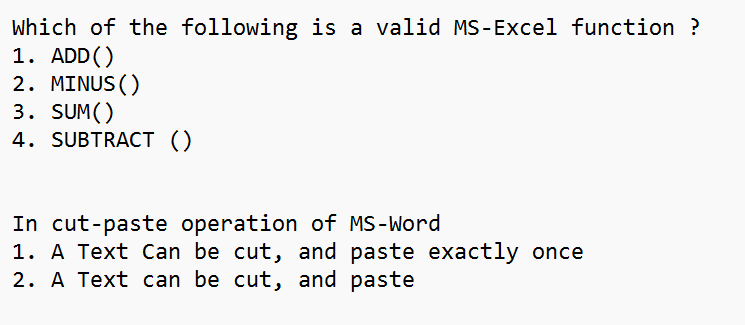 Which of the following is a valid MS-Excel function ?
1. ADD()
2. MINUS()
3. SUM()
4. SUBTRACT ()
In cut-paste operation of MS-Word
1. A Text Can be cut, and paste exactly once
2. A Text can be cut, and paste